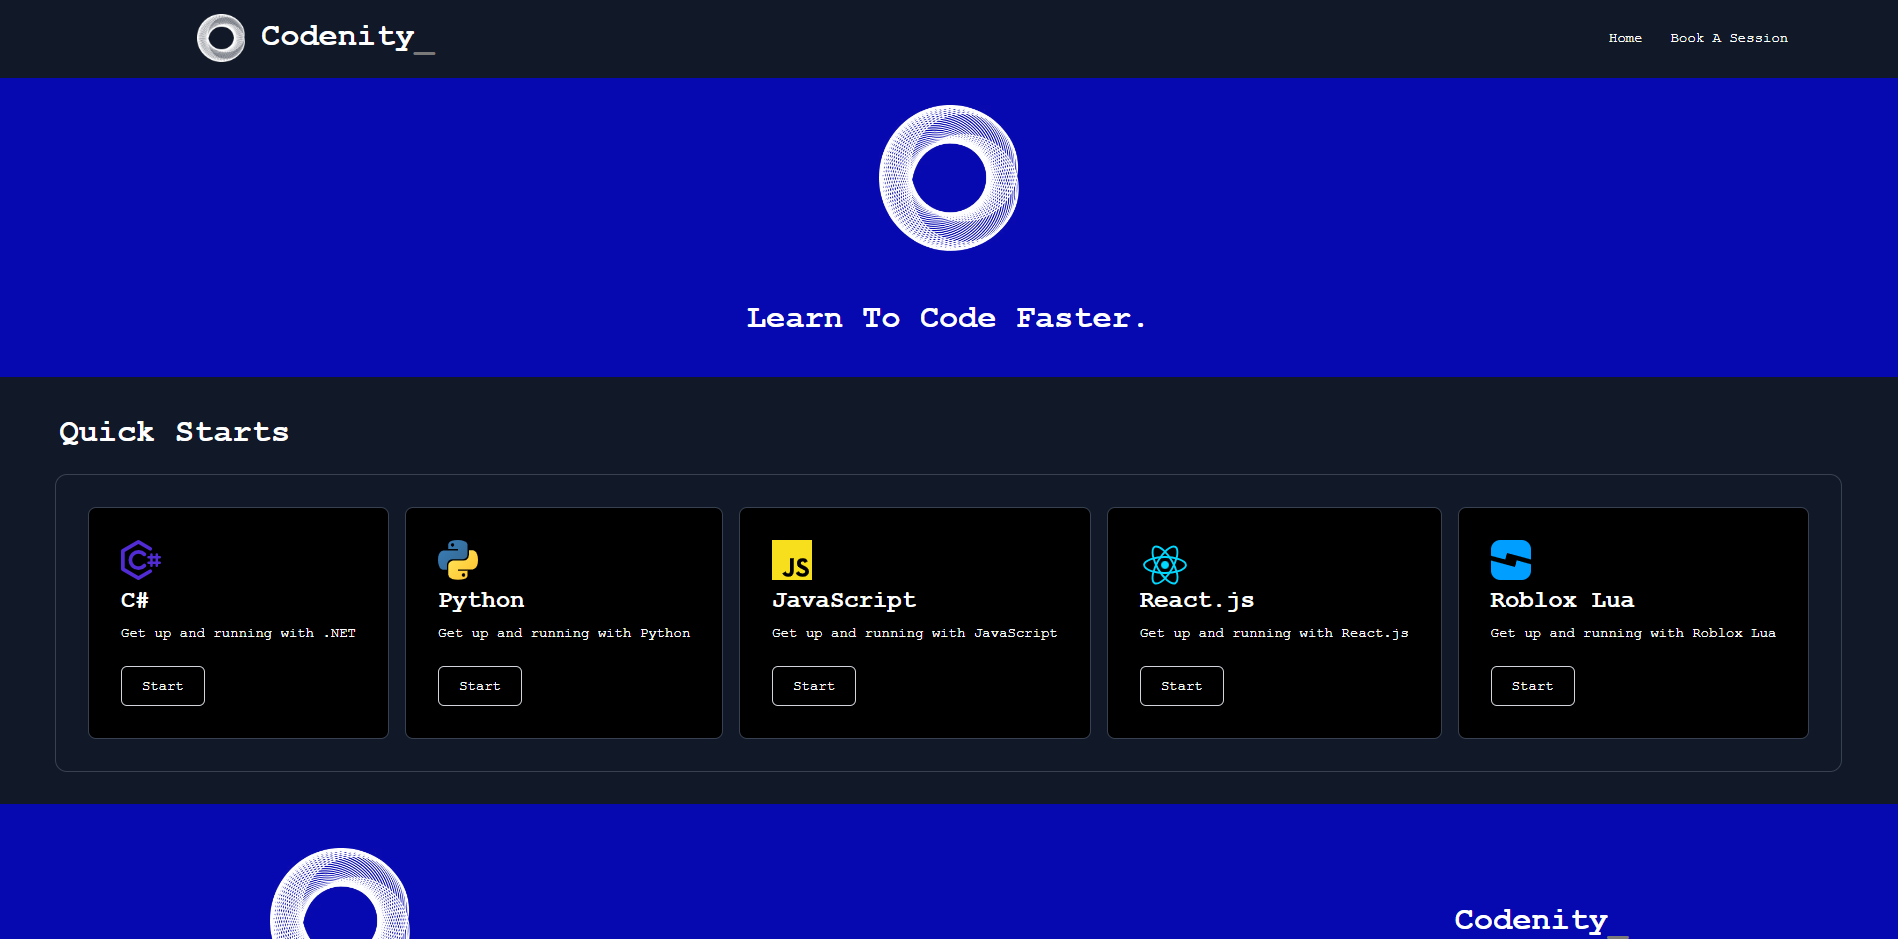 Codenity_
Home
Book A Session
Learn To Code Faster.
Quick Starts
C#
C#
Get up and running with .NET
Start
Python
Get up and running with Python
Start
JS
JavaScript
Get up and running with JavaScript
Start
React.js
Get up and running with React.js
Start
Roblox Lua
Get up and running with Roblox Lua
Start
Codenity_